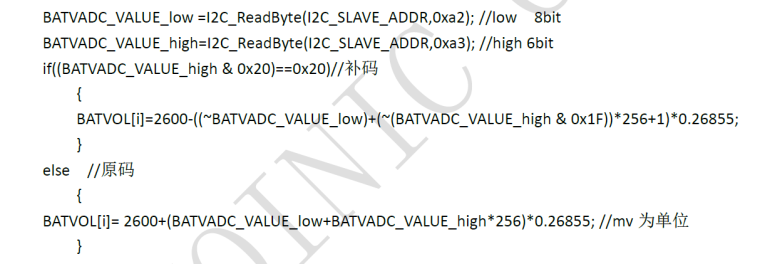 BATVADC_VALUE_low =I2C_ReadByte(I2C_SLAVE_ADDR,0xa2); //low 8bit
BATVADC_VALUE_high=I2C_ReadByte(I2C_SLAVE_ADDR,0xa3); //high 6bit
if((BATVADC_VALUE_high & 0x20)==0x20)//补码
{
BATVOL[i]=2600-((~BATVADC_VALUE_low)+(~(BATVADC_VALUE_high & 0x1F))*256+1)*0.26855;
}
else //原码
{
BATVOL[i]= 2600+(BATVADC_VALUE_low+BATVADC_VALUE_high*256)*0.26855; //mv 为单位
}